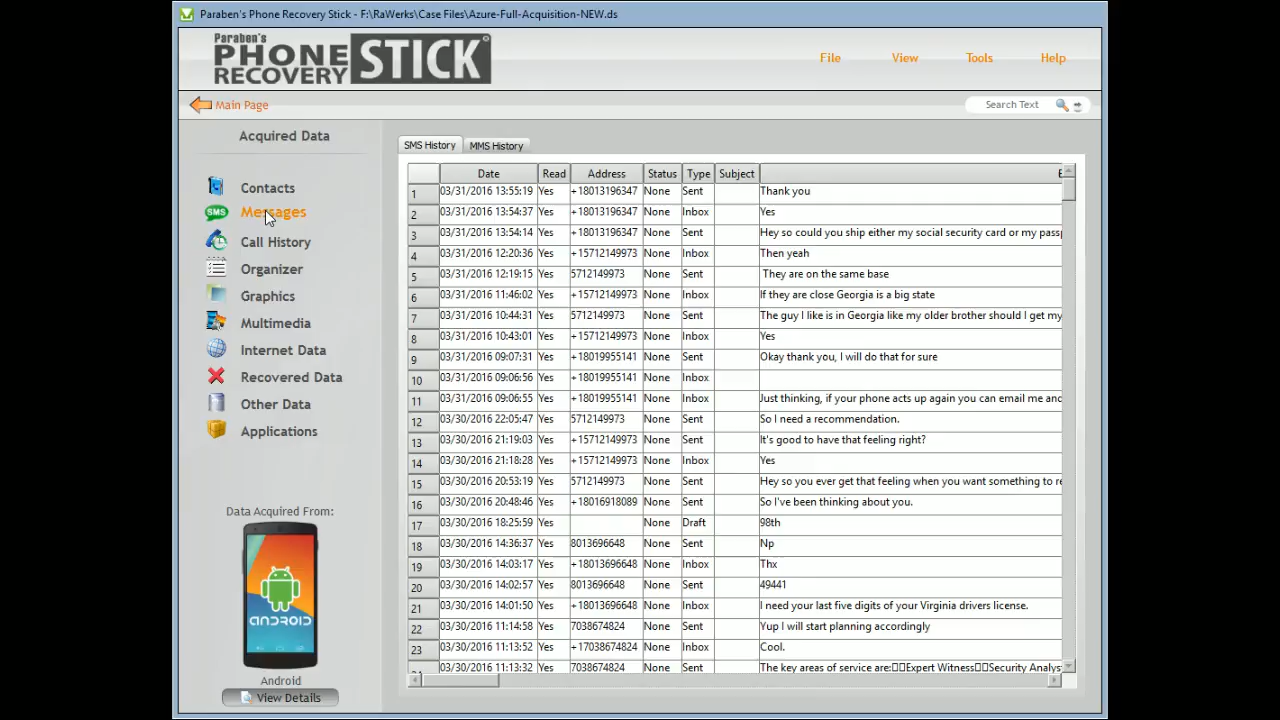 Paraben's Phone Recovery Stick - F:\RaWerks\Case Files\Azure-Full-Acquisition-NEW.ds
Paraben's
PHONE RECOVERY STICK®
File View Tools Help
Main Page
Search Text
Acquired Data
Contacts
Messages
Call History
Organizer
Graphics
Multimedia
Internet Data
Recovered Data
Other Data
Applications
Data Acquired From:
ANDROID
Android
View Details
SMS History MMS History
Date Read Address Status Type Subject
1 03/31/2016 13:55:19 Yes +18013196347 None Sent Thank you
2 03/31/2016 13:54:37 Yes +18013196347 None Inbox Yes
3 03/31/2016 13:54:14 Yes +18013196347 None Sent Hey so could you ship either my social security card or my pass
4 03/31/2016 12:20:36 Yes +15712149973 None Inbox Then yeah
5 03/31/2016 12:19:15 Yes 5712149973 None Sent They are on the same base
6 03/31/2016 11:46:02 Yes +15712149973 None Inbox If they are close Georgia is a big state
7 03/31/2016 10:44:31 Yes 5712149973 None Sent The guy I like is in Georgia like my older brother should I get my
8 03/31/2016 10:43:01 Yes +15712149973 None Inbox Yes
9 03/31/2016 09:07:31 Yes +18019955141 None Sent Okay thank you, I will do that for sure
10 03/31/2016 09:06:56 Yes +18019955141 None Inbox
11 03/31/2016 09:06:55 Yes +18019955141 None Inbox Just thinking, if your phone acts up again you can email me and
12 03/30/2016 22:05:47 Yes 5712149973 None Sent So I need a recommendation.
13 03/30/2016 21:19:03 Yes +15712149973 None Sent It's good to have that feeling right?
14 03/30/2016 21:18:28 Yes +15712149973 None Inbox Yes
15 03/30/2016 20:53:19 Yes 5712149973 None Sent Hey so you ever get that feeling when you want something to re
16 03/30/2016 20:48:46 Yes +18016918089 None Sent So I've been thinking about you.
17 03/30/2016 18:25:59 Yes None Draft 98th
18 03/30/2016 14:36:37 Yes 8013696648 None Sent Np
19 03/30/2016 14:03:17 Yes +18013696648 None Inbox Thx
20 03/30/2016 14:02:57 Yes 8013696648 None Sent 49441
21 03/30/2016 14:01:50 Yes +18013696648 None Inbox I need your last five digits of your Virginia drivers license.
22 03/30/2016 11:14:58 Yes 7038674824 None Sent Yup I will start planning accordingly
23 03/30/2016 11:13:52 Yes +17038674824 None Inbox Cool.
03/30/2016 11:13:32 Yes 7038674824 None Sent The key areas of service are:▯▯Expert Witness▯▯Security Analys